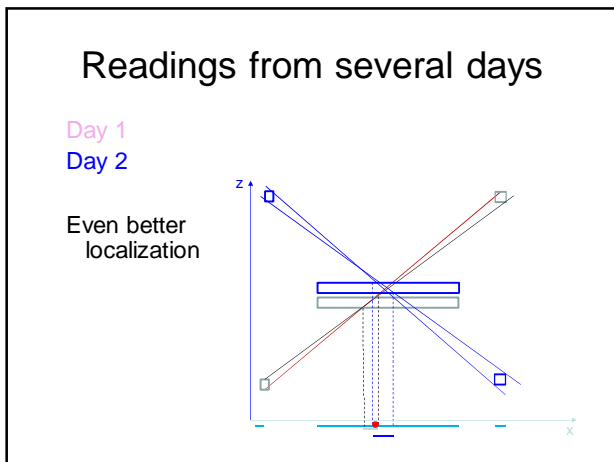 Readings from several days
Day 1
Day 2
z
Even better
localization
x